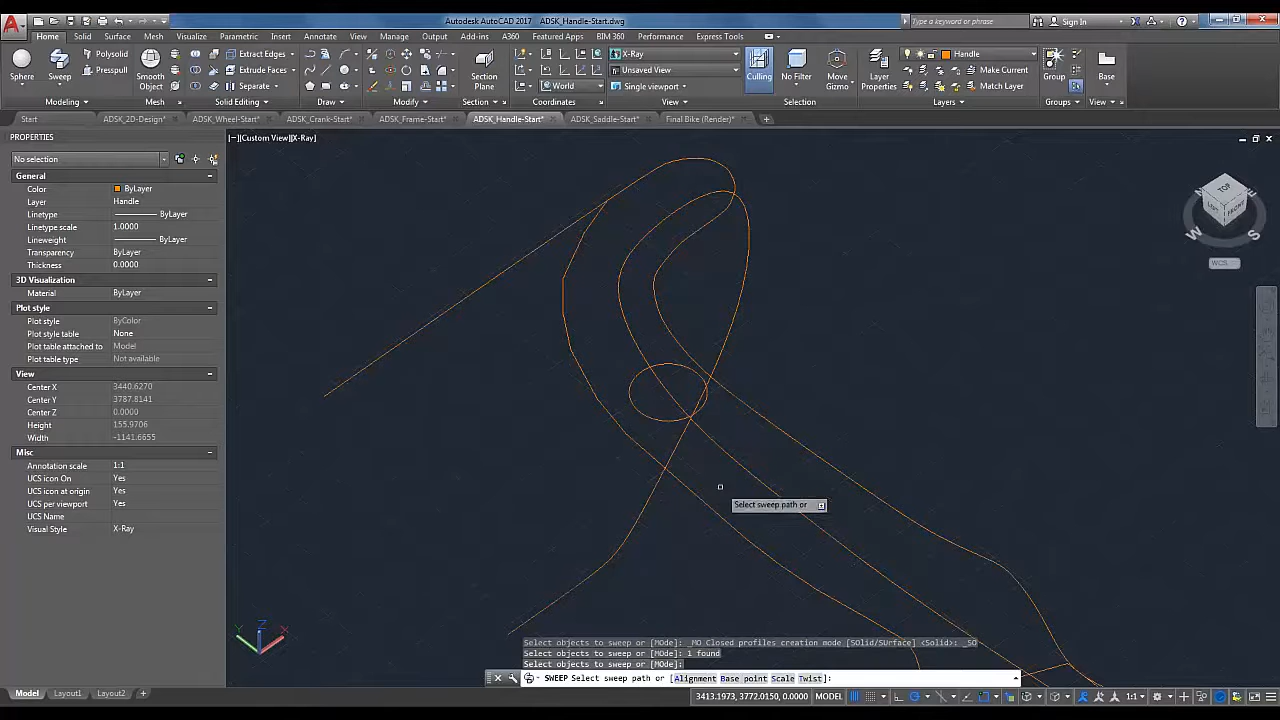 Autodesk AutoCAD 2017 ADSK_Handle-Start.dwg
Type a keyword or phrase
Sign In
Home Solid Surface Mesh Visualize Parametric Insert Annotate View Manage Output Add-ins A360 Featured Apps BIM 360 Performance Express Tools
Sphere Sweep Polysolid Presspull
Smooth Object
Extract Edges
Extrude Faces
Separate
Section Plane
World
X-Ray
Unsaved View
Single viewport
Culling
No Filter
Move Gizmo
Layer Properties
Handle
Make Current
Match Layer
Group
Base
Modeling Mesh Solid Editing Draw Modify Section Coordinates View Selection Layers Groups View
Start ADSK_2D-Design* ADSK_Wheel-Start* ADSK_Crank-Start* ADSK_Frame-Start* ADSK_Handle-Start* ADSK_Saddle-Start* Final Bike (Render)*
PROPERTIES
[−][Custom View][X-Ray]
No selection
General
Color ByLayer
Layer Handle
Linetype ByLayer
Linetype scale 1.0000
Lineweight ByLayer
Transparency ByLayer
Thickness 0.0000
3D Visualization
Material ByLayer
Plot style
Plot style ByColor
Plot style table None
Plot table attached to Model
Plot table type Not available
View
Center X 3440.6270
Center Y 3787.8141
Center Z 0.0000
Height 155.9706
Width -1141.6655
Misc
Annotation scale 1:1
UCS icon On Yes
UCS icon at origin Yes
UCS per viewport Yes
UCS Name
Visual Style X-Ray
TOP
LEFT FRONT
W S
WCS
Select sweep path or
Select objects to sweep or [MOde]: _MO Closed profiles creation mode [SOlid/SUrface] <Solid>: _SO
Select objects to sweep or [MOde]: 1 found
Select objects to sweep or [MOde]:
SWEEP Select sweep path or [Alignment Base point Scale Twist]:
Model Layout1 Layout2
3413.1973, 3772.0150, 0.0000 MODEL 1:1